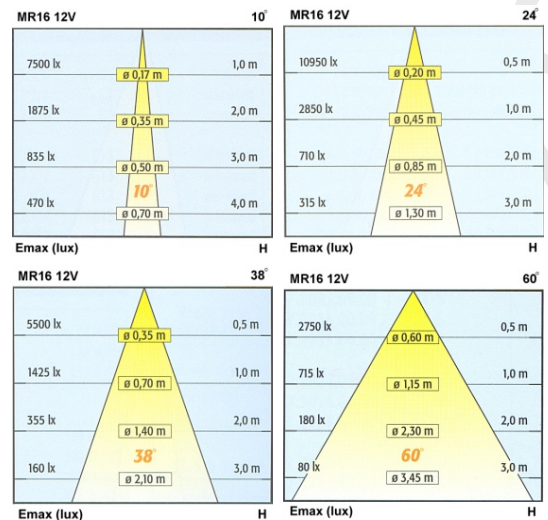 MR16 12V 10°
7500 lx 1,0 m
ø 0,17 m
1875 lx 2,0 m
ø 0,35 m
835 lx 3,0 m
ø 0,50 m
10°
470 lx 4,0 m
ø 0,70 m
Emax (lux) H
MR16 12V 24°
10950 lx 0,5 m
ø 0,20 m
2850 lx 1,0 m
ø 0,45 m
710 lx 2,0 m
ø 0,85 m
24°
315 lx 3,0 m
ø 1,30 m
Emax (lux) H
MR16 12V 38°
5500 lx 0,5 m
ø 0,35 m
1425 lx 1,0 m
ø 0,70 m
355 lx 2,0 m
ø 1,40 m
38°
160 lx 3,0 m
ø 2,10 m
Emax (lux) H
MR16 12V 60°
2750 lx 0,5 m
ø 0,60 m
715 lx 1,0 m
ø 1,15 m
180 lx 2,0 m
ø 2,30 m
60°
80 lx 3,0 m
ø 3,45 m
Emax (lux) H